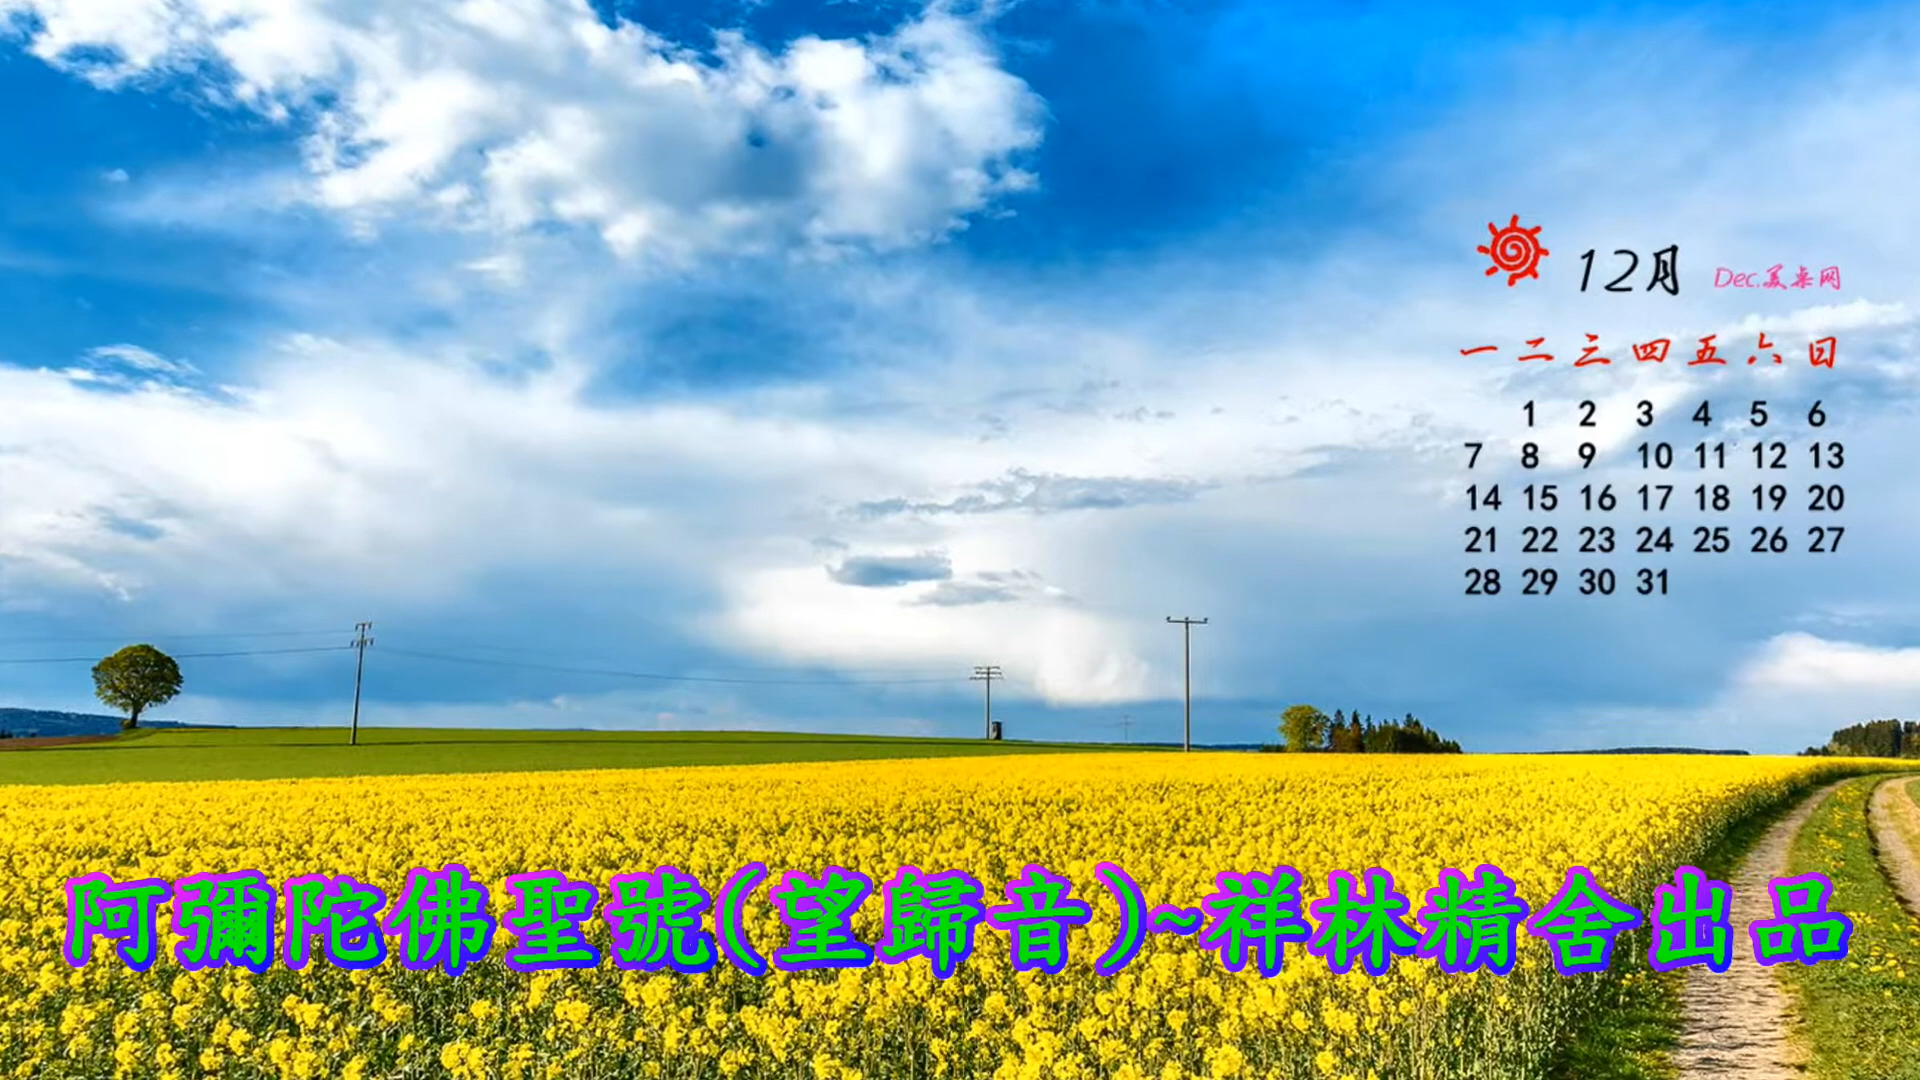 12月 Dec.美桌网
一 二 三 四 五 六 日
1 2 3 4 5 6
7 8 9 10 11 12 13
14 15 16 17 18 19 20
21 22 23 24 25 26 27
28 29 30 31
阿彌陀佛聖號(望歸音)~祥林精舍出品